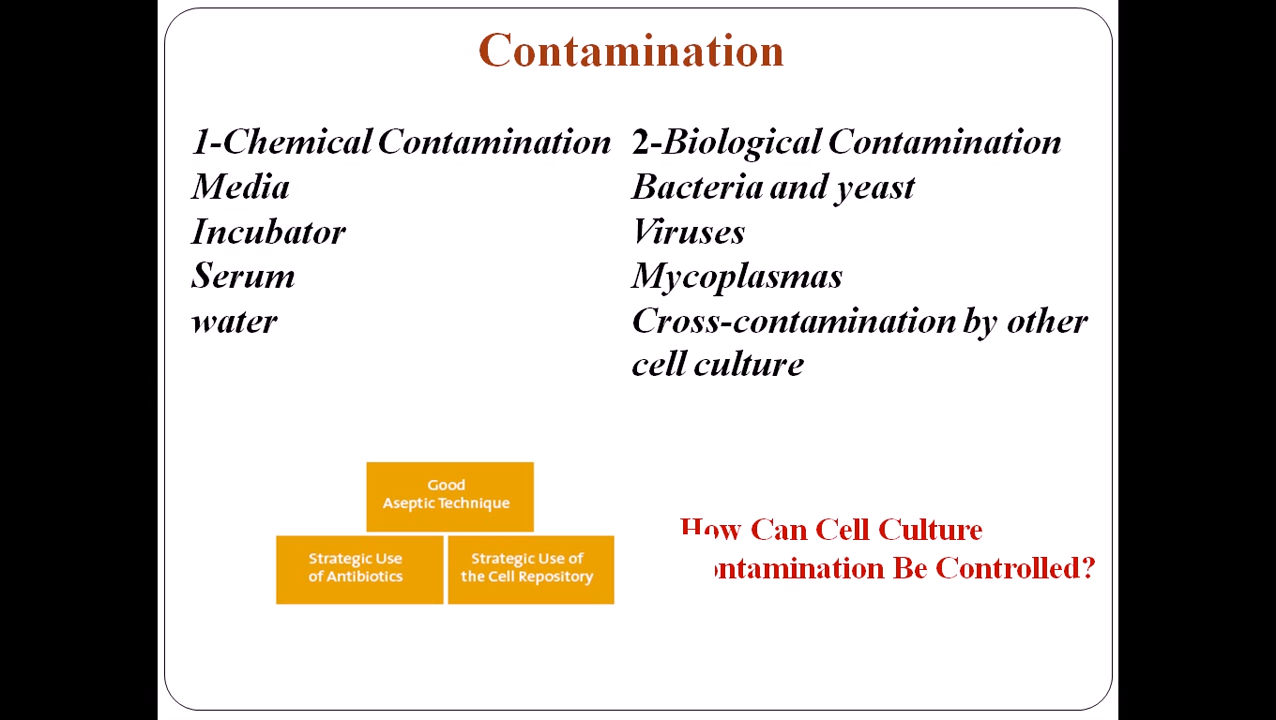 Contamination
1-Chemical Contamination
Media
Incubator
Serum
water
2-Biological Contamination
Bacteria and yeast
Viruses
Mycoplasmas
Cross-contamination by other
cell culture
Good
Aseptic Technique
Strategic Use
of Antibiotics
Strategic Use of
the Cell Repository
How Can Cell Culture
ontamination Be Controlled?